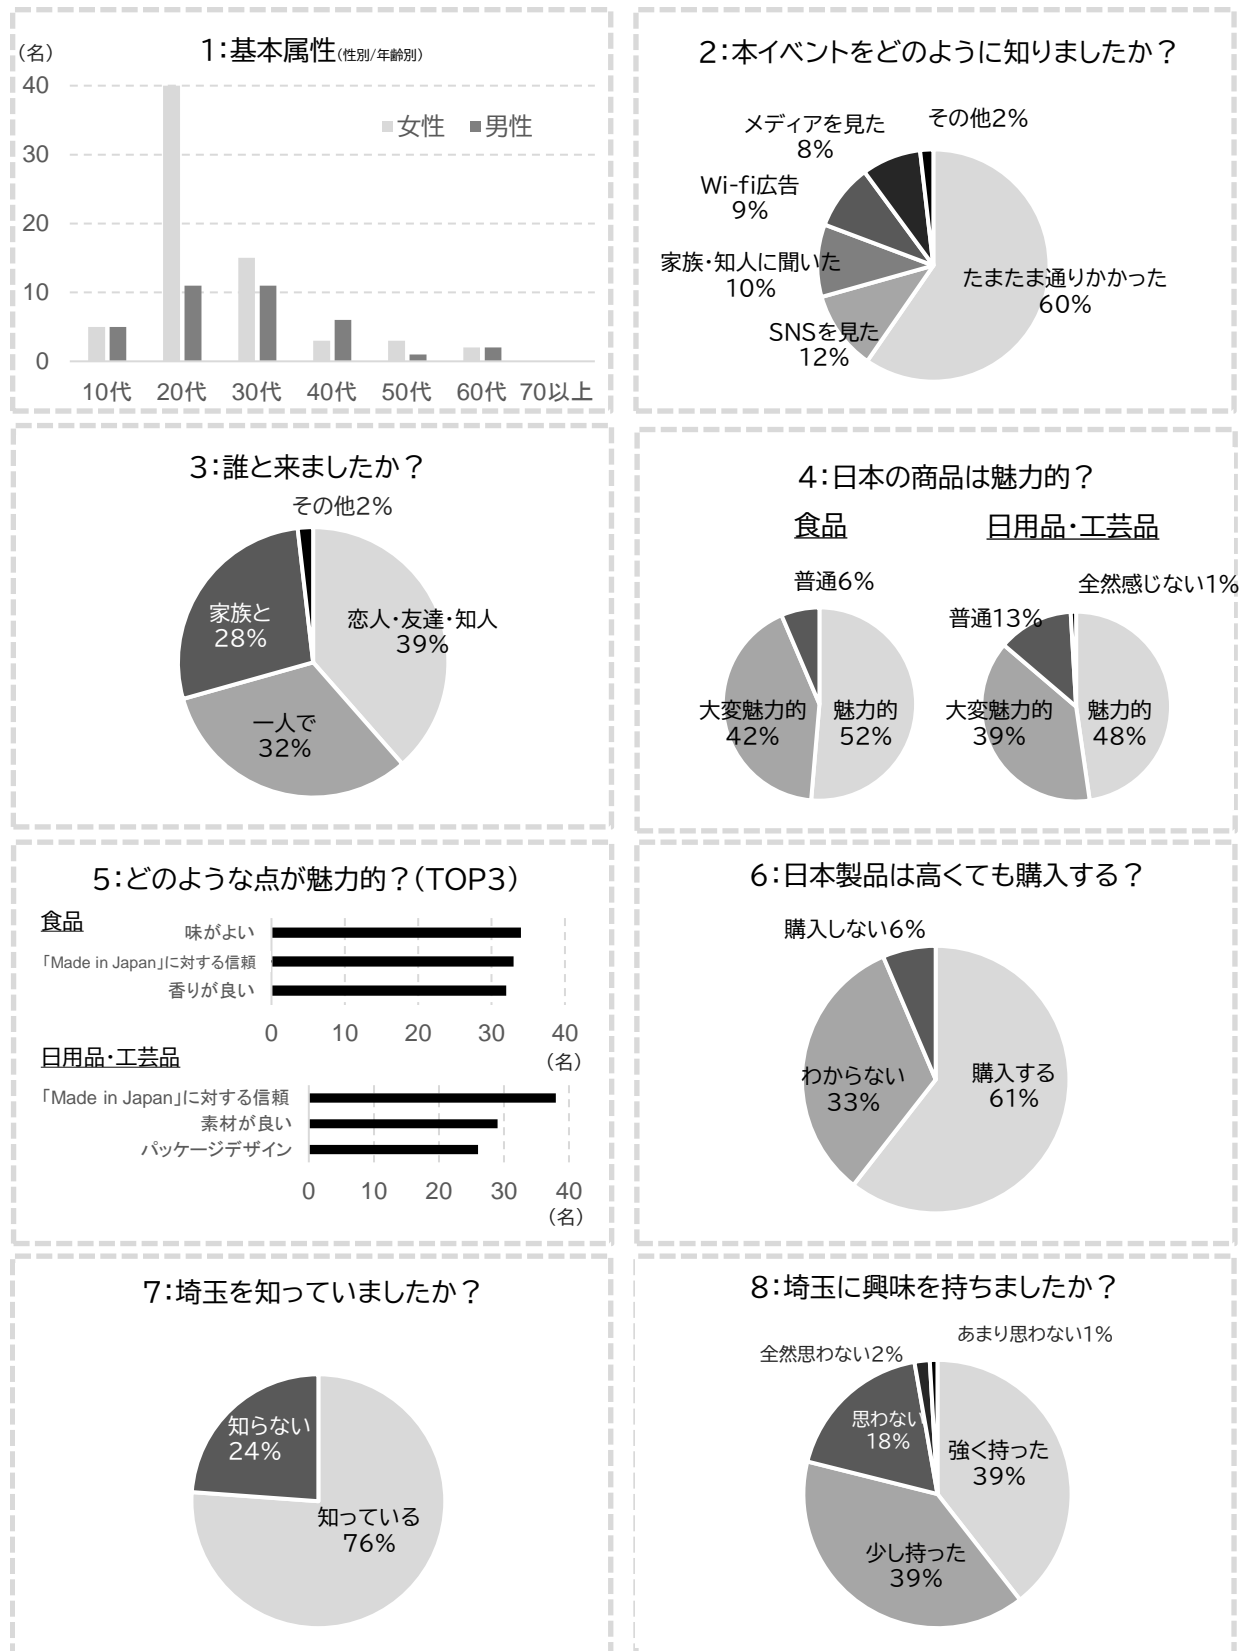 1：基本属性(性別/年齢別)
（名）
40
30
20
10
0
女性 男性
10代 20代 30代 40代 50代 60代 70以上
2：本イベントをどのように知りましたか？
その他2%
メディアを見た
8%
Wi-fi広告
9%
家族・知人に聞いた
10%
SNSを見た
12%
たまたま通りかかった
60%
3：誰と来ましたか？
その他2%
家族と
28%
恋人・友達・知人
39%
一人で
32%
4：日本の商品は魅力的？
食品
普通6%
大変魅力的
42%
魅力的
52%
日用品・工芸品
全然感じない1%
普通13%
大変魅力的
39%
魅力的
48%
5：どのような点が魅力的？（TOP3）
食品
味がよい
「Made in Japan」に対する信頼
香りが良い
0 10 20 30 40
（名）
日用品・工芸品
「Made in Japan」に対する信頼
素材が良い
パッケージデザイン
0 10 20 30 40
（名）
6：日本製品は高くても購入する？
購入しない6%
わからない
33%
購入する
61%
7：埼玉を知っていましたか？
知らない
24%
知っている
76%
8：埼玉に興味を持ちましたか？
あまり思わない1%
全然思わない2%
思わない
18%
強く持った
39%
少し持った
39%